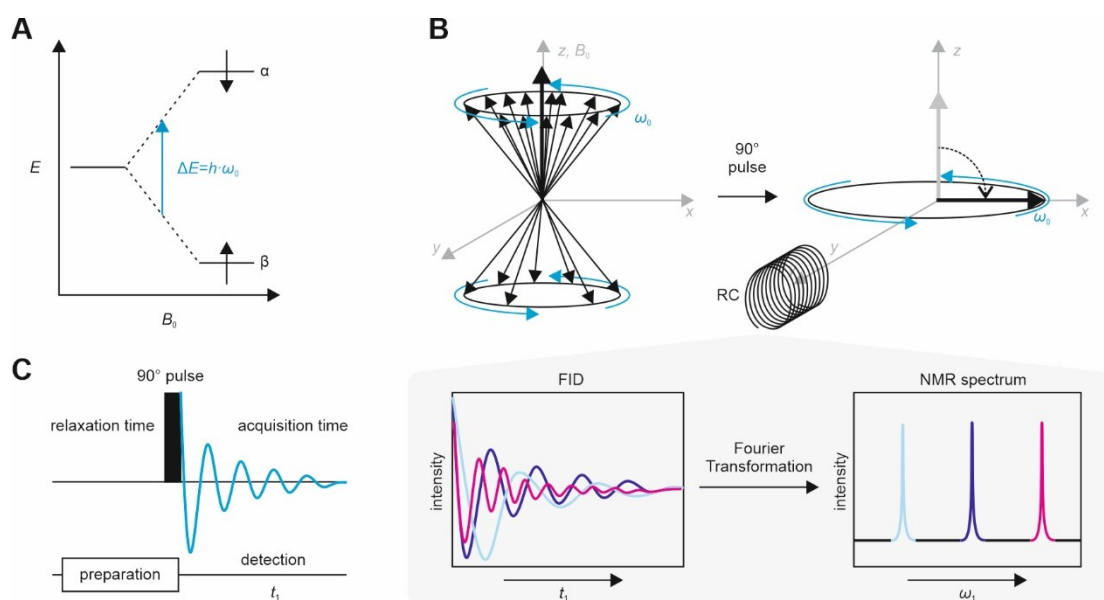 A
E
α
ΔE=h·ω₀
β
B₀
B
z, B₀
ω₀
x
y
90°
pulse
z
ω₀
x
y
RC
C
90° pulse
relaxation time
acquisition time
preparation
detection
t₁
FID
intensity
t₁
Fourier
Transformation
NMR spectrum
intensity
ω₁